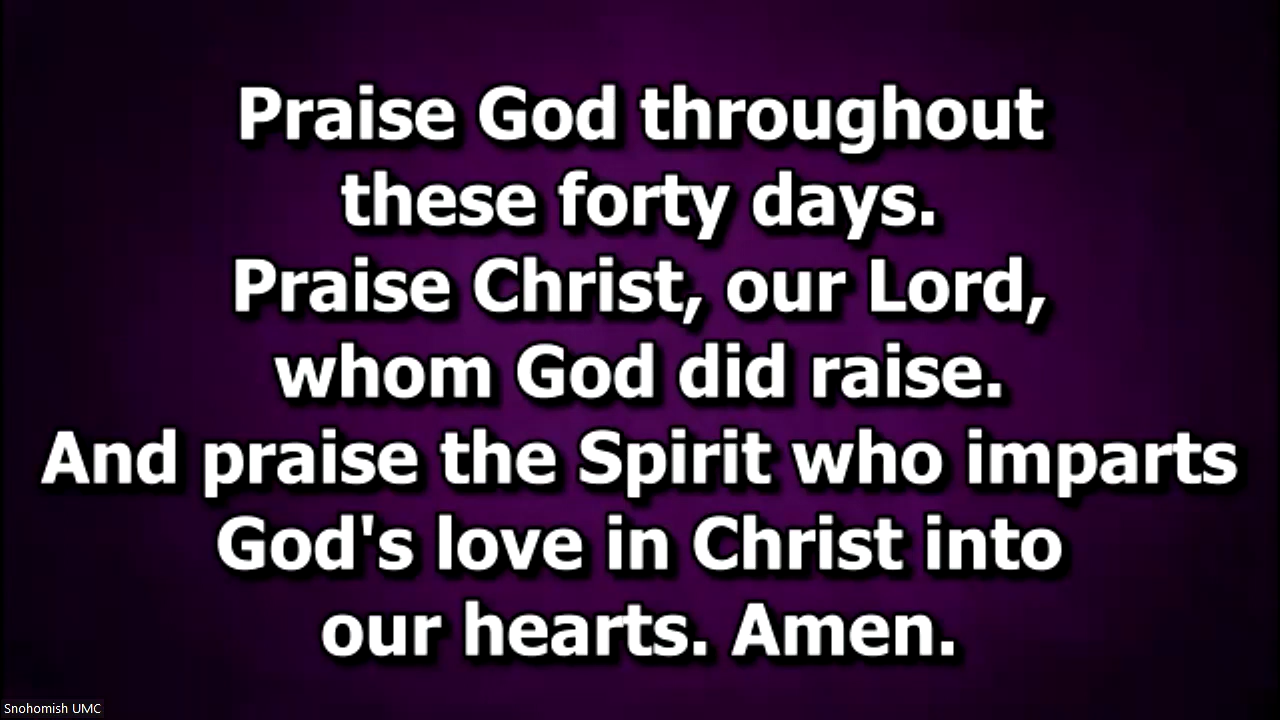 Praise God throughout
these forty days.
Praise Christ, our Lord,
whom God did raise.
And praise the Spirit who imparts
God's love in Christ into
our hearts. Amen.
Snohomish UMC